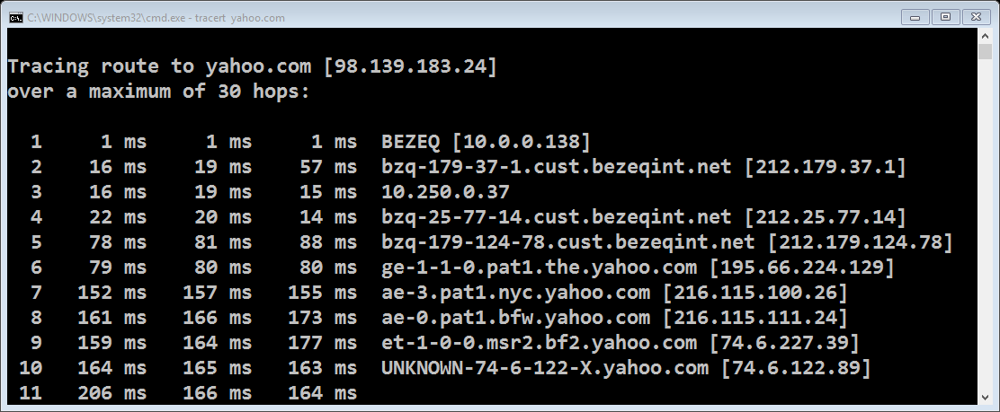 C:\WINDOWS\system32\cmd.exe - tracert  yahoo.com
Tracing route to yahoo.com [98.139.183.24]
over a maximum of 30 hops:
  1     1 ms     1 ms     1 ms  BEZEQ [10.0.0.138]
  2    16 ms    19 ms    57 ms  bzq-179-37-1.cust.bezeqint.net [212.179.37.1]
  3    16 ms    19 ms    15 ms  10.250.0.37
  4    22 ms    20 ms    14 ms  bzq-25-77-14.cust.bezeqint.net [212.25.77.14]
  5    78 ms    81 ms    88 ms  bzq-179-124-78.cust.bezeqint.net [212.179.124.78]
  6    79 ms    80 ms    80 ms  ge-1-1-0.pat1.the.yahoo.com [195.66.224.129]
  7   152 ms   157 ms   155 ms  ae-3.pat1.nyc.yahoo.com [216.115.100.26]
  8   161 ms   166 ms   173 ms  ae-0.pat1.bfw.yahoo.com [216.115.111.24]
  9   159 ms   164 ms   177 ms  et-1-0-0.msr2.bf2.yahoo.com [74.6.227.39]
 10   164 ms   165 ms   163 ms  UNKNOWN-74-6-122-X.yahoo.com [74.6.122.89]
 11   206 ms   166 ms   164 ms